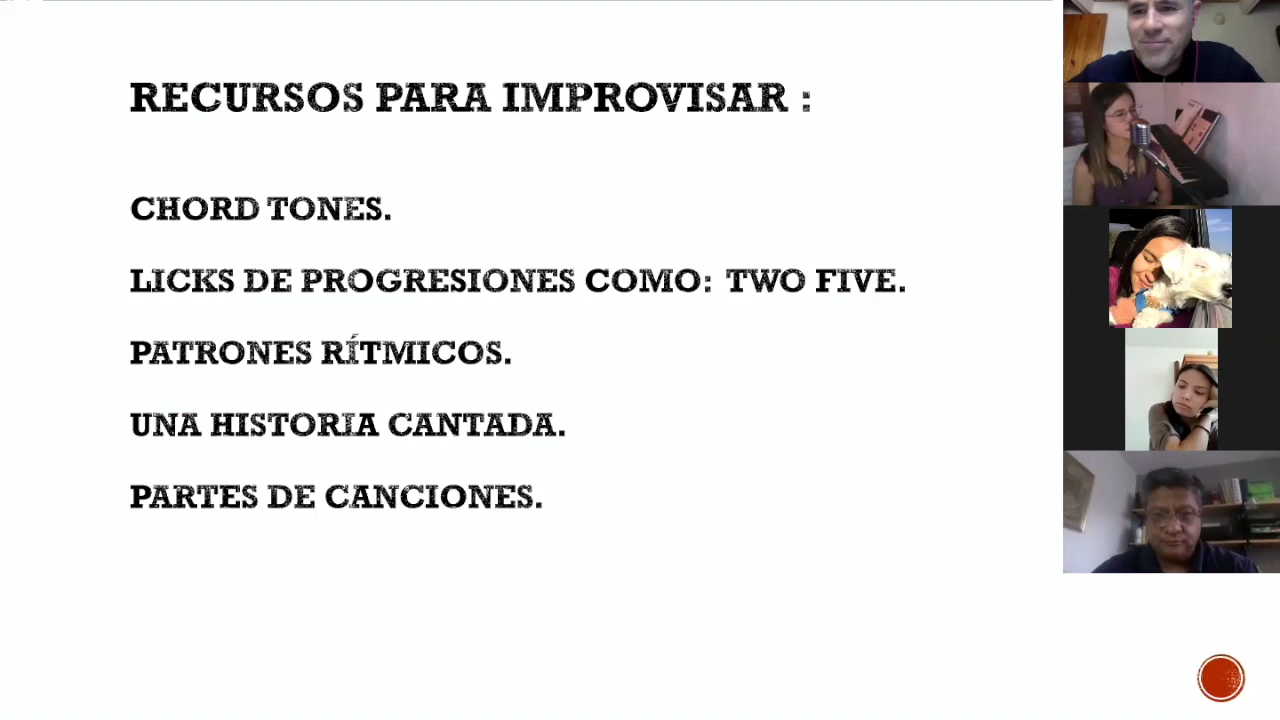 RECURSOS PARA IMPROVISAR :
CHORD TONES.
LICKS DE PROGRESIONES COMO: TWO FIVE.
PATRONES RÍTMICOS.
UNA HISTORIA CANTADA.
PARTES DE CANCIONES.